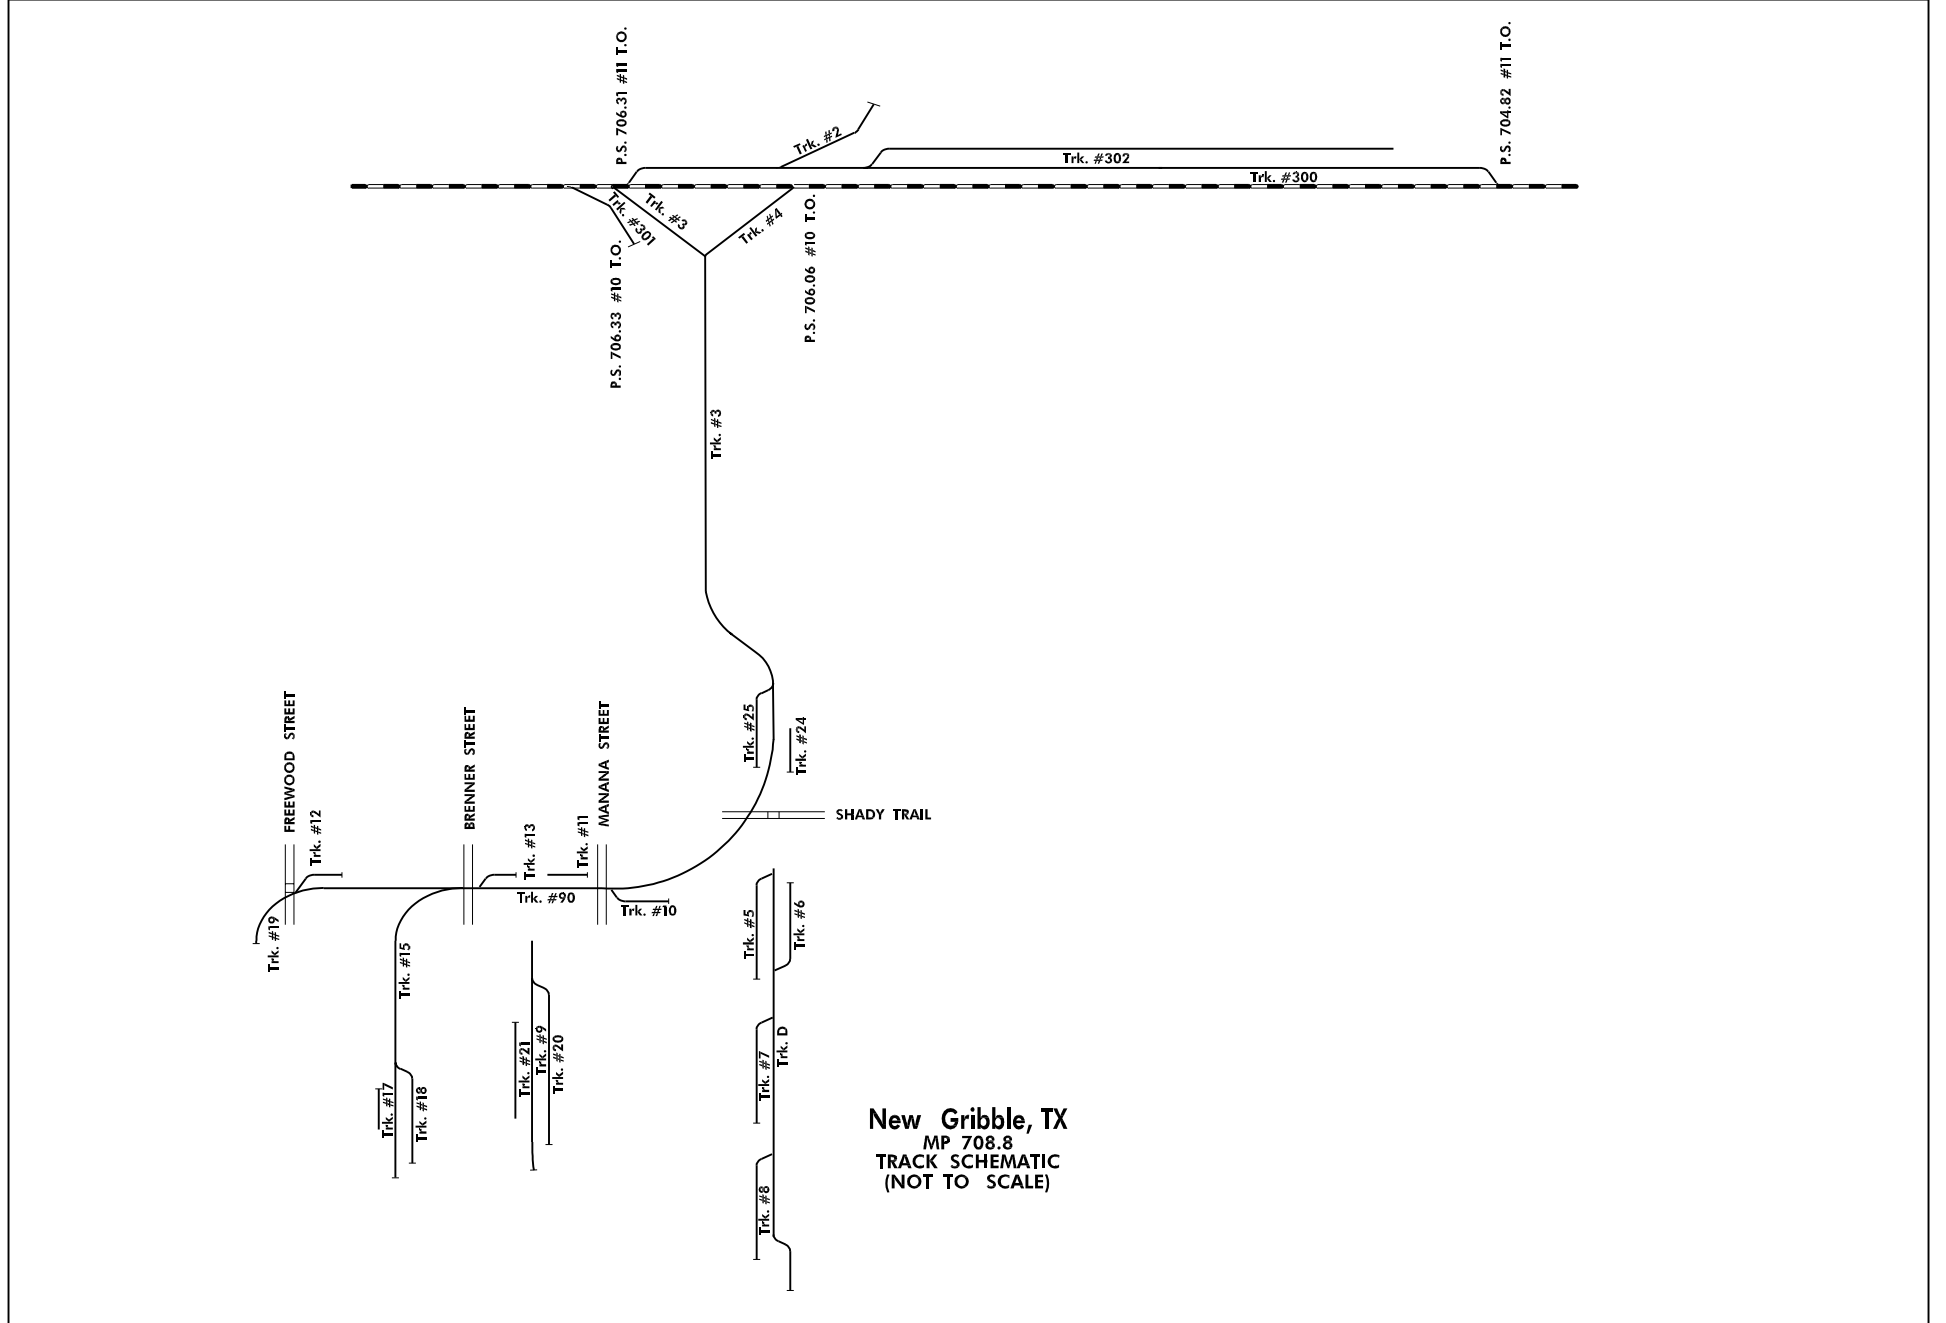 P.S. 706.31 #11 T.O.
P.S. 704.82 #11 T.O.
Trk. #2
Trk. #302
Trk. #300
Trk. #301
Trk. #3
Trk. #4
P.S. 706.33 #10 T.O.
P.S. 706.06 #10 T.O.
Trk. #3
FREEWOOD STREET
BRENNER STREET
MANANA STREET
Trk. #25
Trk. #24
SHADY TRAIL
Trk. #12
Trk. #13
Trk. #11
Trk. #90
Trk. #10
Trk. #19
Trk. #15
Trk. #5
Trk. #6
Trk. #21
Trk. #9
Trk. #20
Trk. #7
Trk. D
Trk. #17
Trk. #18
Trk. #8
New Gribble, TX
MP 708.8
TRACK SCHEMATIC
(NOT TO SCALE)